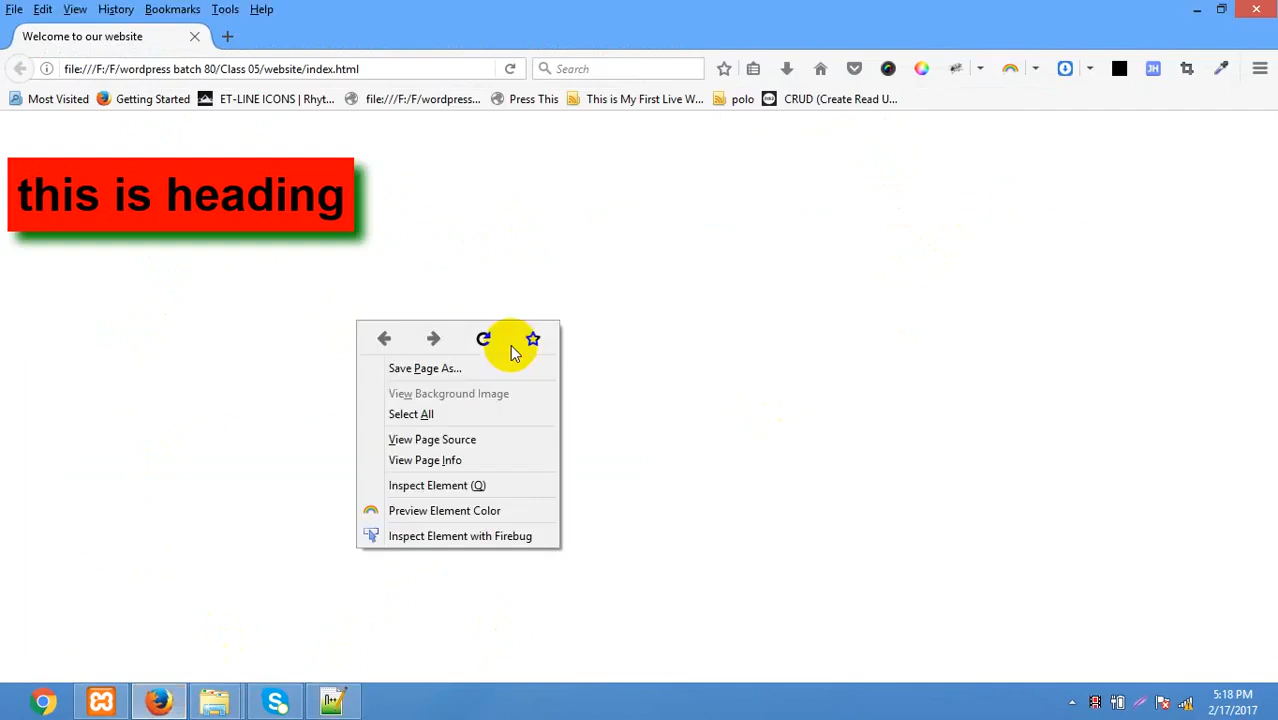 File Edit View History Bookmarks Tools Help
Welcome to our website
file:///F:/F/wordpress batch 80/Class 05/website/index.html Search
Most Visited Getting Started ET-LINE ICONS | Rhyt... file:///F:/F/wordpress... Press This This is My First Live W... polo CRUD (Create Read U...
this is heading
Save Page As...
View Background Image
Select All
View Page Source
View Page Info
Inspect Element (Q)
Preview Element Color
Inspect Element with Firebug
5:18 PM
2/17/2017